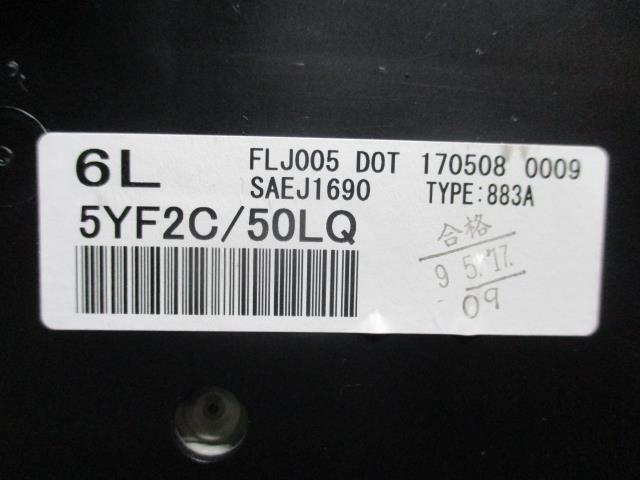 6L
FLJ005 DOT 170508 0009
SAEJ1690 TYPE:883A
5YF2C/50LQ
合格
9 5.'17.
09